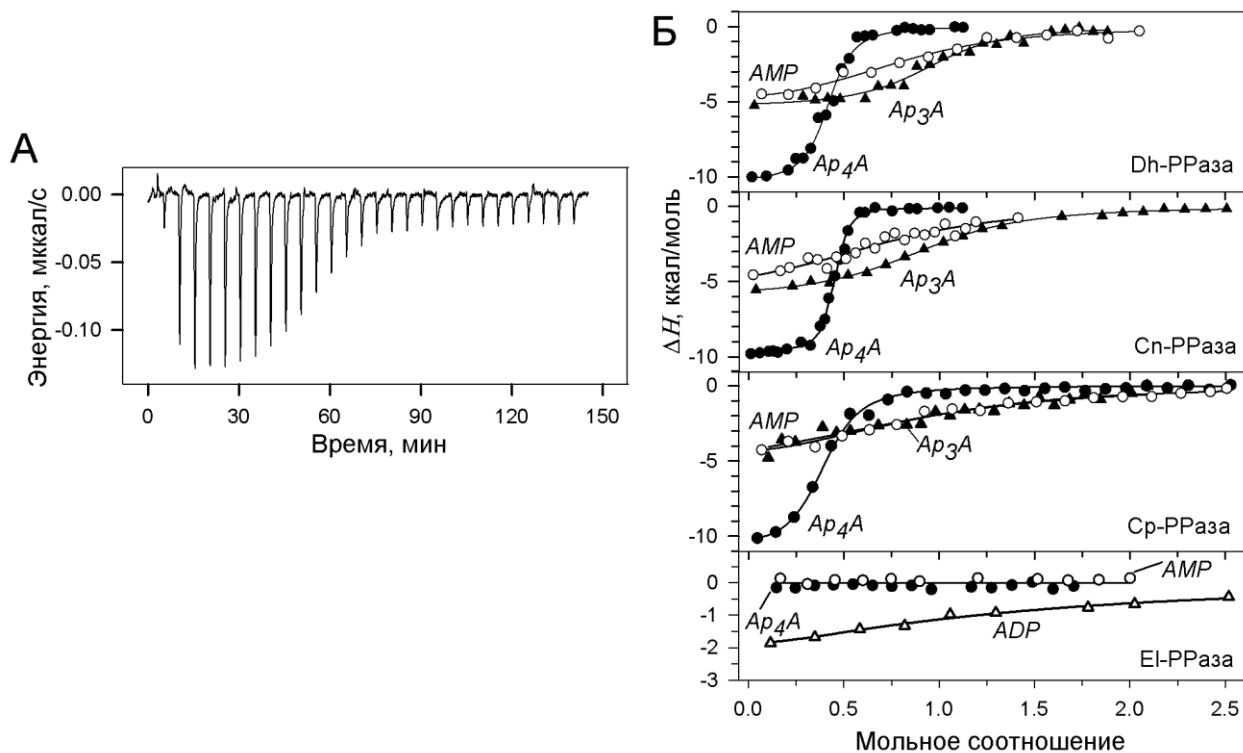 А
Энергия, мккал/с
0.00
-0.05
-0.10
0 30 60 90 120 150
Время, мин
Б
ΔH, ккал/моль
0
-5
-10
AMP
Ap3A
Ap4A
Dh-PPаза
0
-5
-10
AMP
Ap3A
Ap4A
Cn-PPаза
0
-5
-10
AMP
Ap3A
Ap4A
Cp-PPаза
0
-1
-2
-3
AMP
Ap4A
ADP
El-PPаза
0.0 0.5 1.0 1.5 2.0 2.5
Мольное соотношение